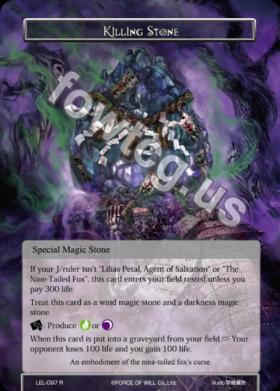 Killing Stone
fowtcg.us
Special Magic Stone
If your J/ruler isn't "Lilias Petal, Agent of Salvation" or "The
Nine-Tailed Fox", this card enters your field rested unless you
pay 300 life.
Treat this card as a wind magic stone and a darkness magic
stone.
: Produce or .
When this card is put into a graveyard from your field ⇒ Your
opponent loses 100 life and you gain 100 life.
An embodiment of the nine-tailed fox's curse.
LEL-097 R
©FORCE OF WILL Co.,Ltd.
Illust/